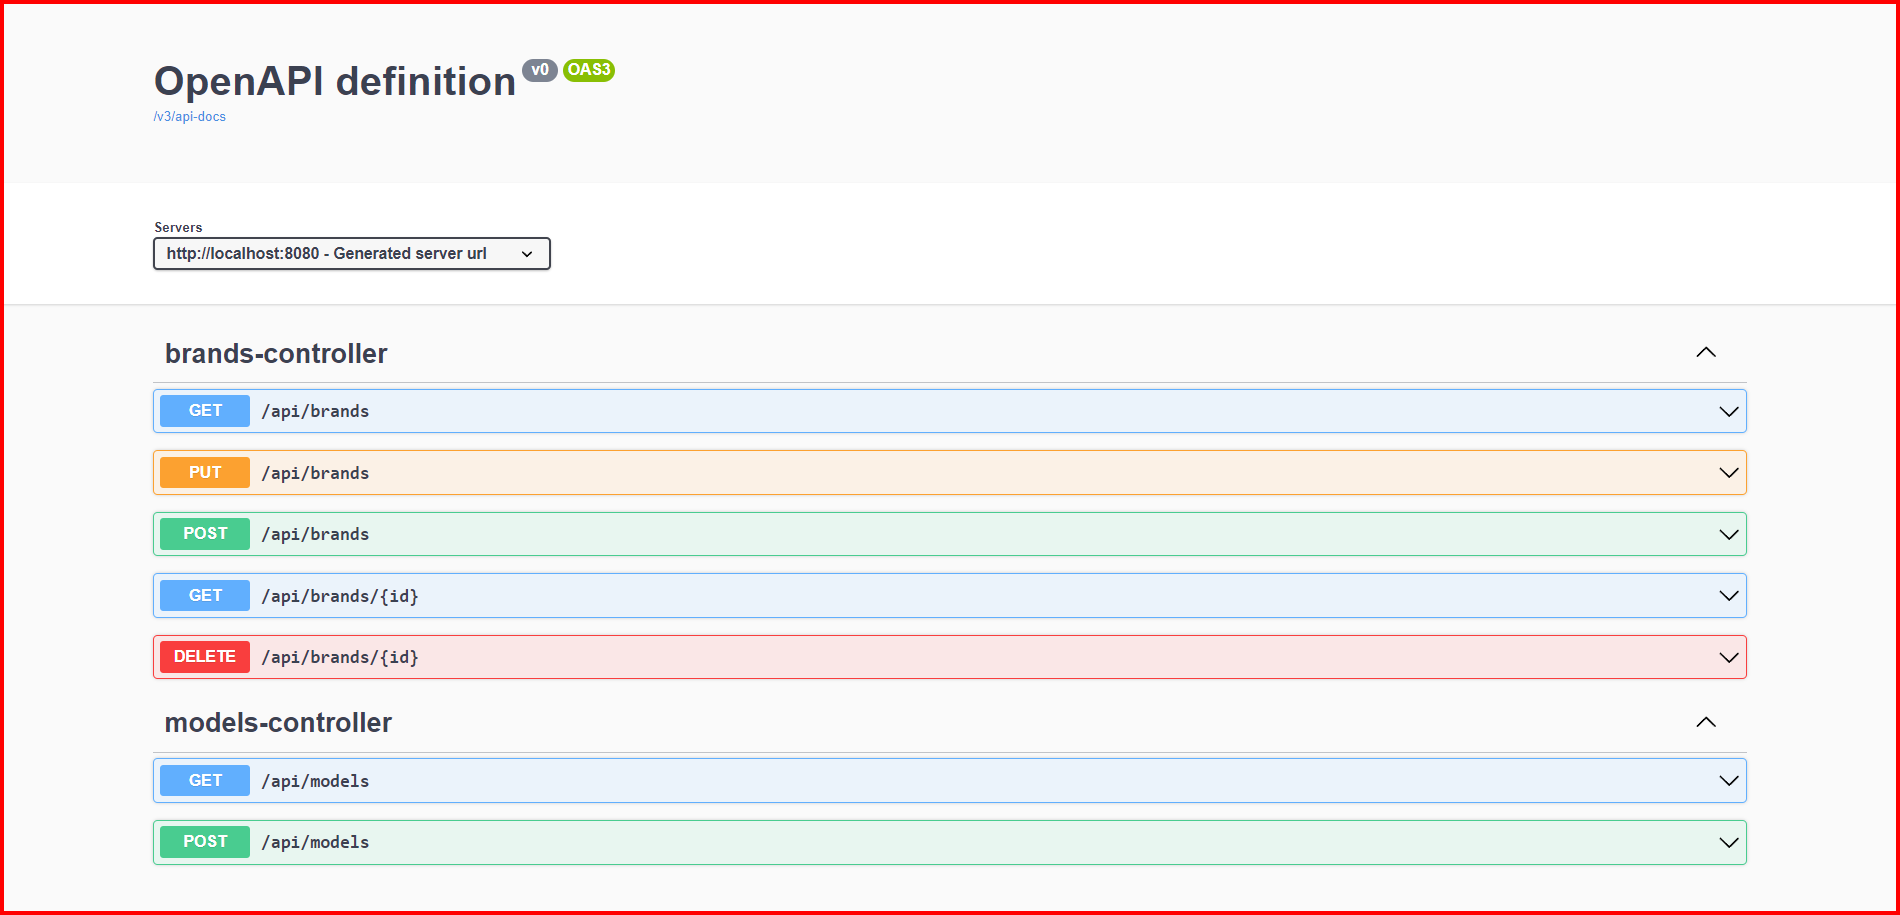 OpenAPI definition v0 OAS3
/v3/api-docs
Servers
http://localhost:8080 - Generated server url
brands-controller
GET /api/brands
PUT /api/brands
POST /api/brands
GET /api/brands/{id}
DELETE /api/brands/{id}
models-controller
GET /api/models
POST /api/models